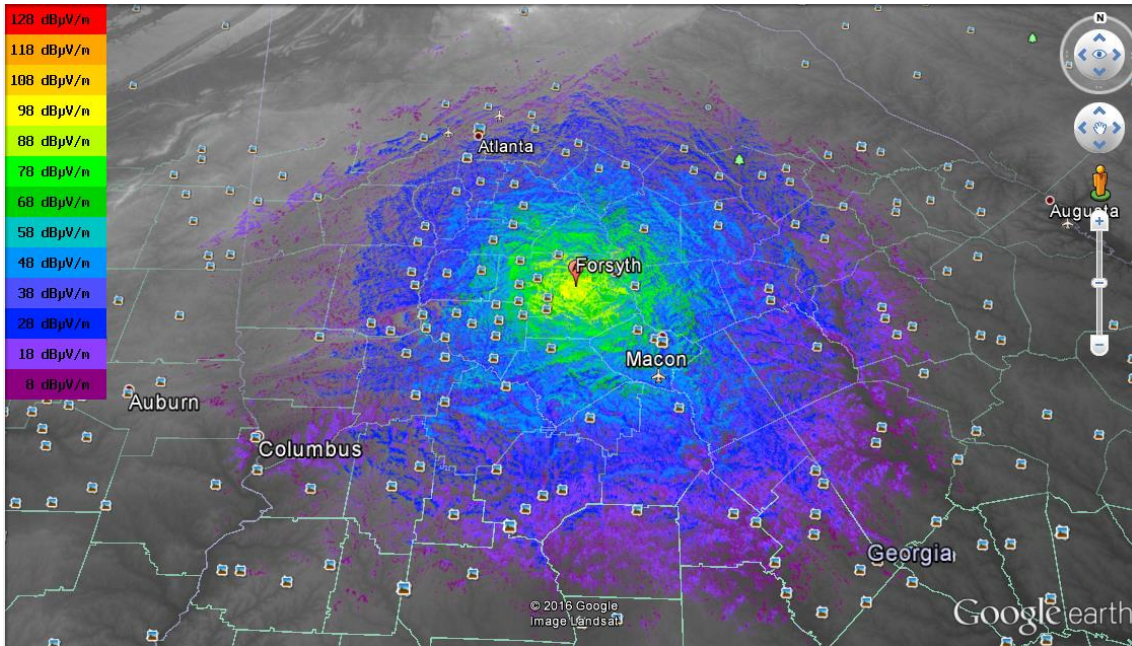 128 dBµV/m
118 dBµV/m
108 dBµV/m
98 dBµV/m
88 dBµV/m
78 dBµV/m
68 dBµV/m
58 dBµV/m
48 dBµV/m
38 dBµV/m
28 dBµV/m
18 dBµV/m
8 dBµV/m
N
Atlanta
Augusta
Forsyth
Macon
Auburn
Columbus
Georgia
© 2016 Google
Image Landsat
Google earth